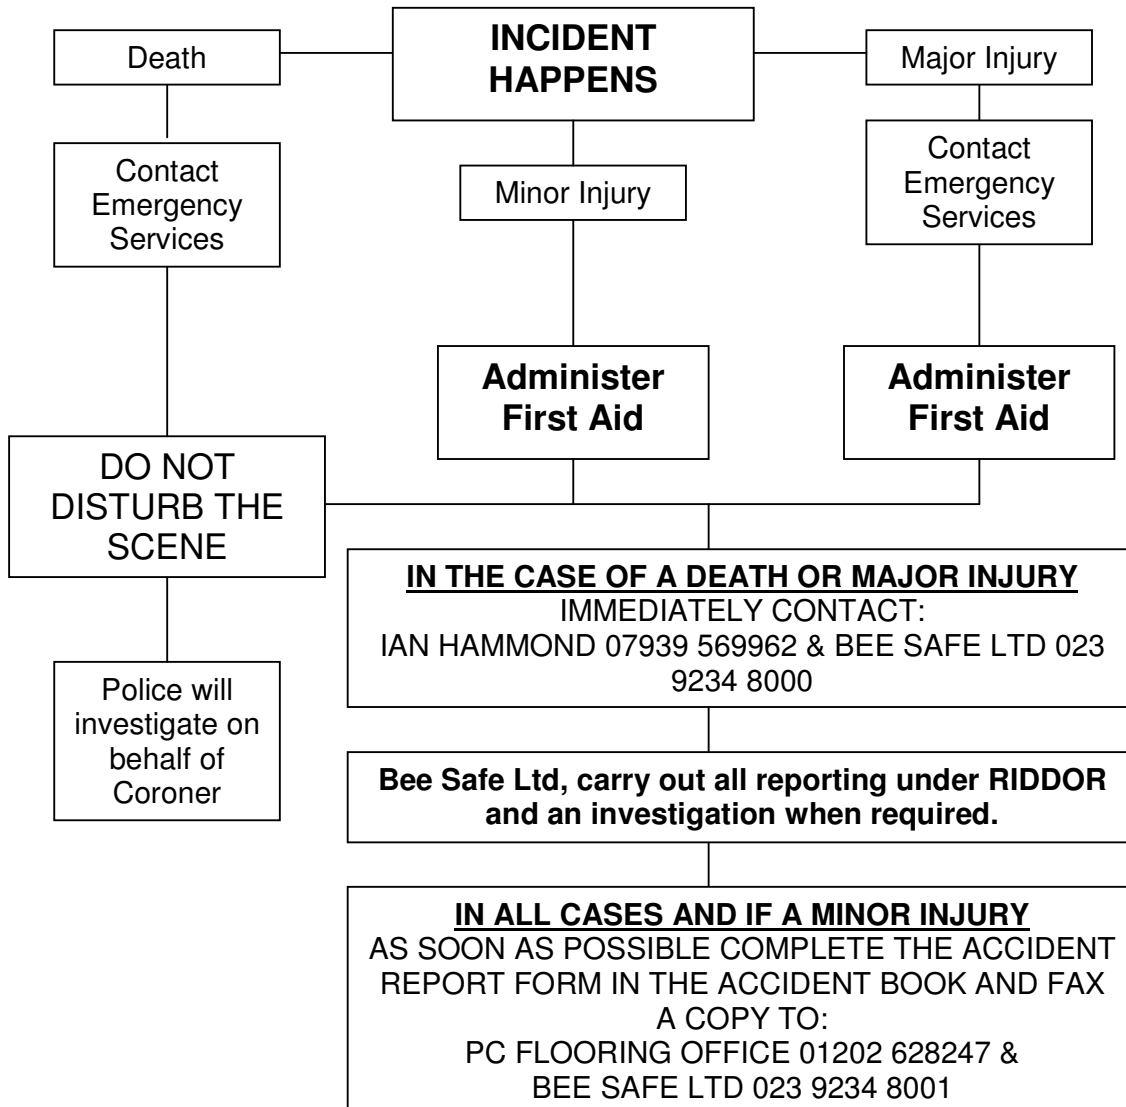 INCIDENT
HAPPENS
Death
Major Injury
Contact
Emergency
Services
Minor Injury
Contact
Emergency
Services
Administer
First Aid
Administer
First Aid
DO NOT
DISTURB THE
SCENE
IN THE CASE OF A DEATH OR MAJOR INJURY
IMMEDIATELY CONTACT:
IAN HAMMOND 07939 569962 & BEE SAFE LTD 023
9234 8000
Police will
investigate on
behalf of
Coroner
Bee Safe Ltd, carry out all reporting under RIDDOR
and an investigation when required.
IN ALL CASES AND IF A MINOR INJURY
AS SOON AS POSSIBLE COMPLETE THE ACCIDENT
REPORT FORM IN THE ACCIDENT BOOK AND FAX
A COPY TO:
PC FLOORING OFFICE 01202 628247 &
BEE SAFE LTD 023 9234 8001